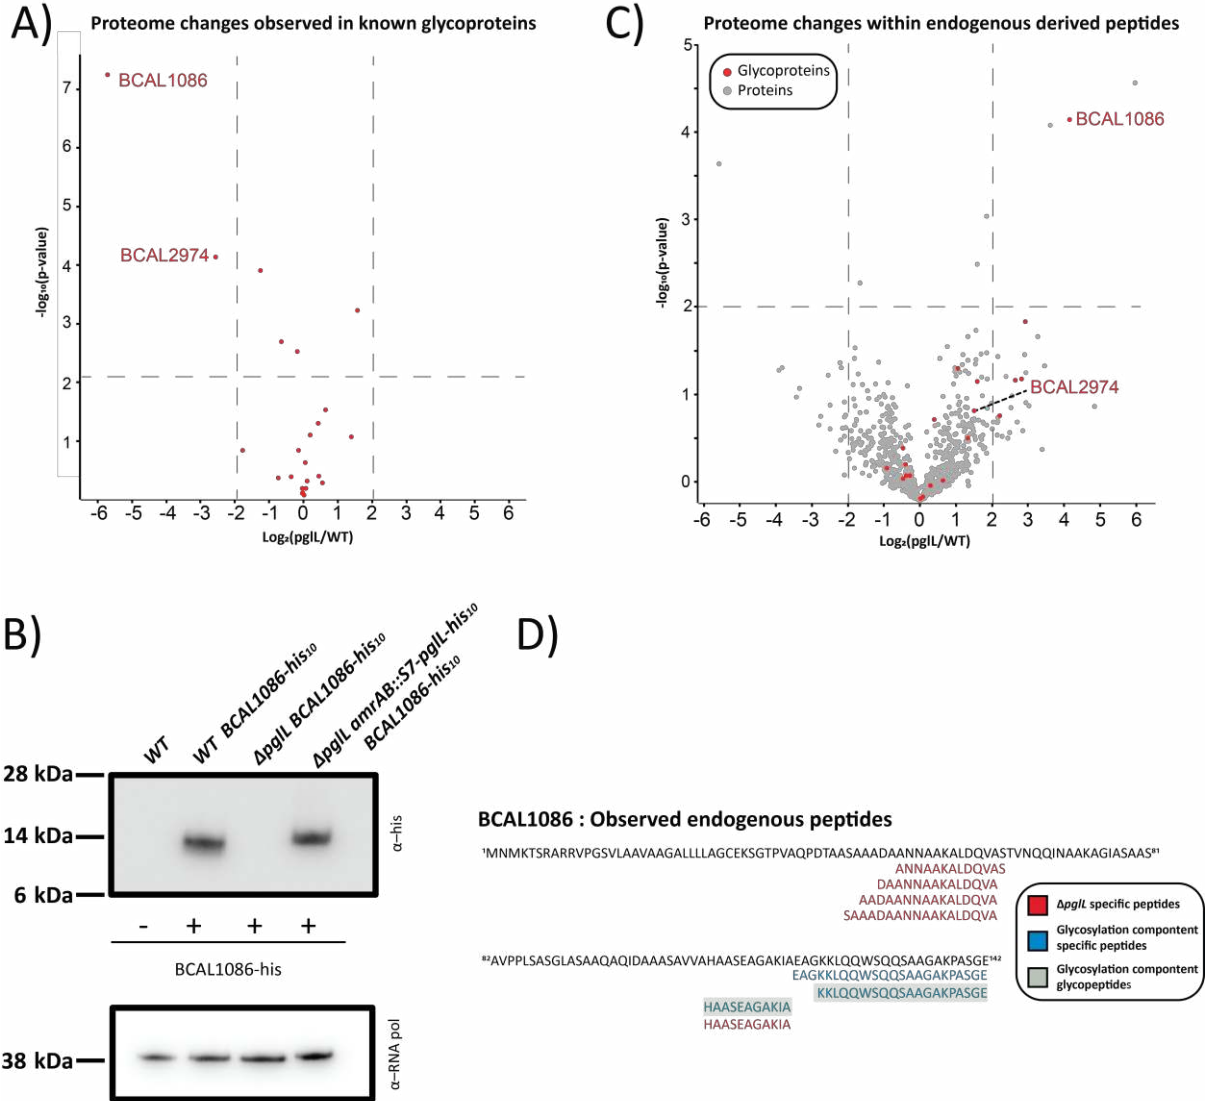 A)
Proteome changes observed in known glycoproteins
7
6
5
4
3
2
1
-log₁₀(p-value)
BCAL1086
BCAL2974
-6 -5 -4 -3 -2 -1 0 1 2 3 4 5 6
Log₂(pglL/WT)
C)
Proteome changes within endogenous derived peptides
5
4
3
2
1
0
-log₁₀(p-value)
Glycoproteins
Proteins
BCAL1086
BCAL2974
-6 -5 -4 -3 -2 -1 0 1 2 3 4 5 6
Log₂(pglL/WT)
B)
WT
WT BCAL1086-his₁₀
ΔpglL BCAL1086-his₁₀
ΔpglL amrAB::S7-pglL-his₁₀
BCAL1086-his₁₀
28 kDa
14 kDa
6 kDa
α–his
- + + +
BCAL1086-his
38 kDa
α–RNA pol
D)
BCAL1086 : Observed endogenous peptides
¹MNMKTSRARRVPGSVLAAVAAGALLLLAGCEKSGTPVAQPDTAASAAADAANNAAKALDQVASTVNQQINAAKAGIASAAS⁸¹
ANNAAKALDQVAS
DAANNAAKALDQVA
AADAANNAAKALDQVA
SAAADAANNAAKALDQVA
⁸²AVPPLSASGLASAAQAQIDAAASAVVAHAASEAGAKIAEAGKKLQQWSQQSAAGAKPASGE¹⁴²
EAGKKLQQWSQQSAAGAKPASGE
KKLQQWSQQSAAGAKPASGE
HAASEAGAKIA
HAASEAGAKIA
ΔpglL specific peptides
Glycosylation compontent
specific peptides
Glycosylation compontent
glycopeptides